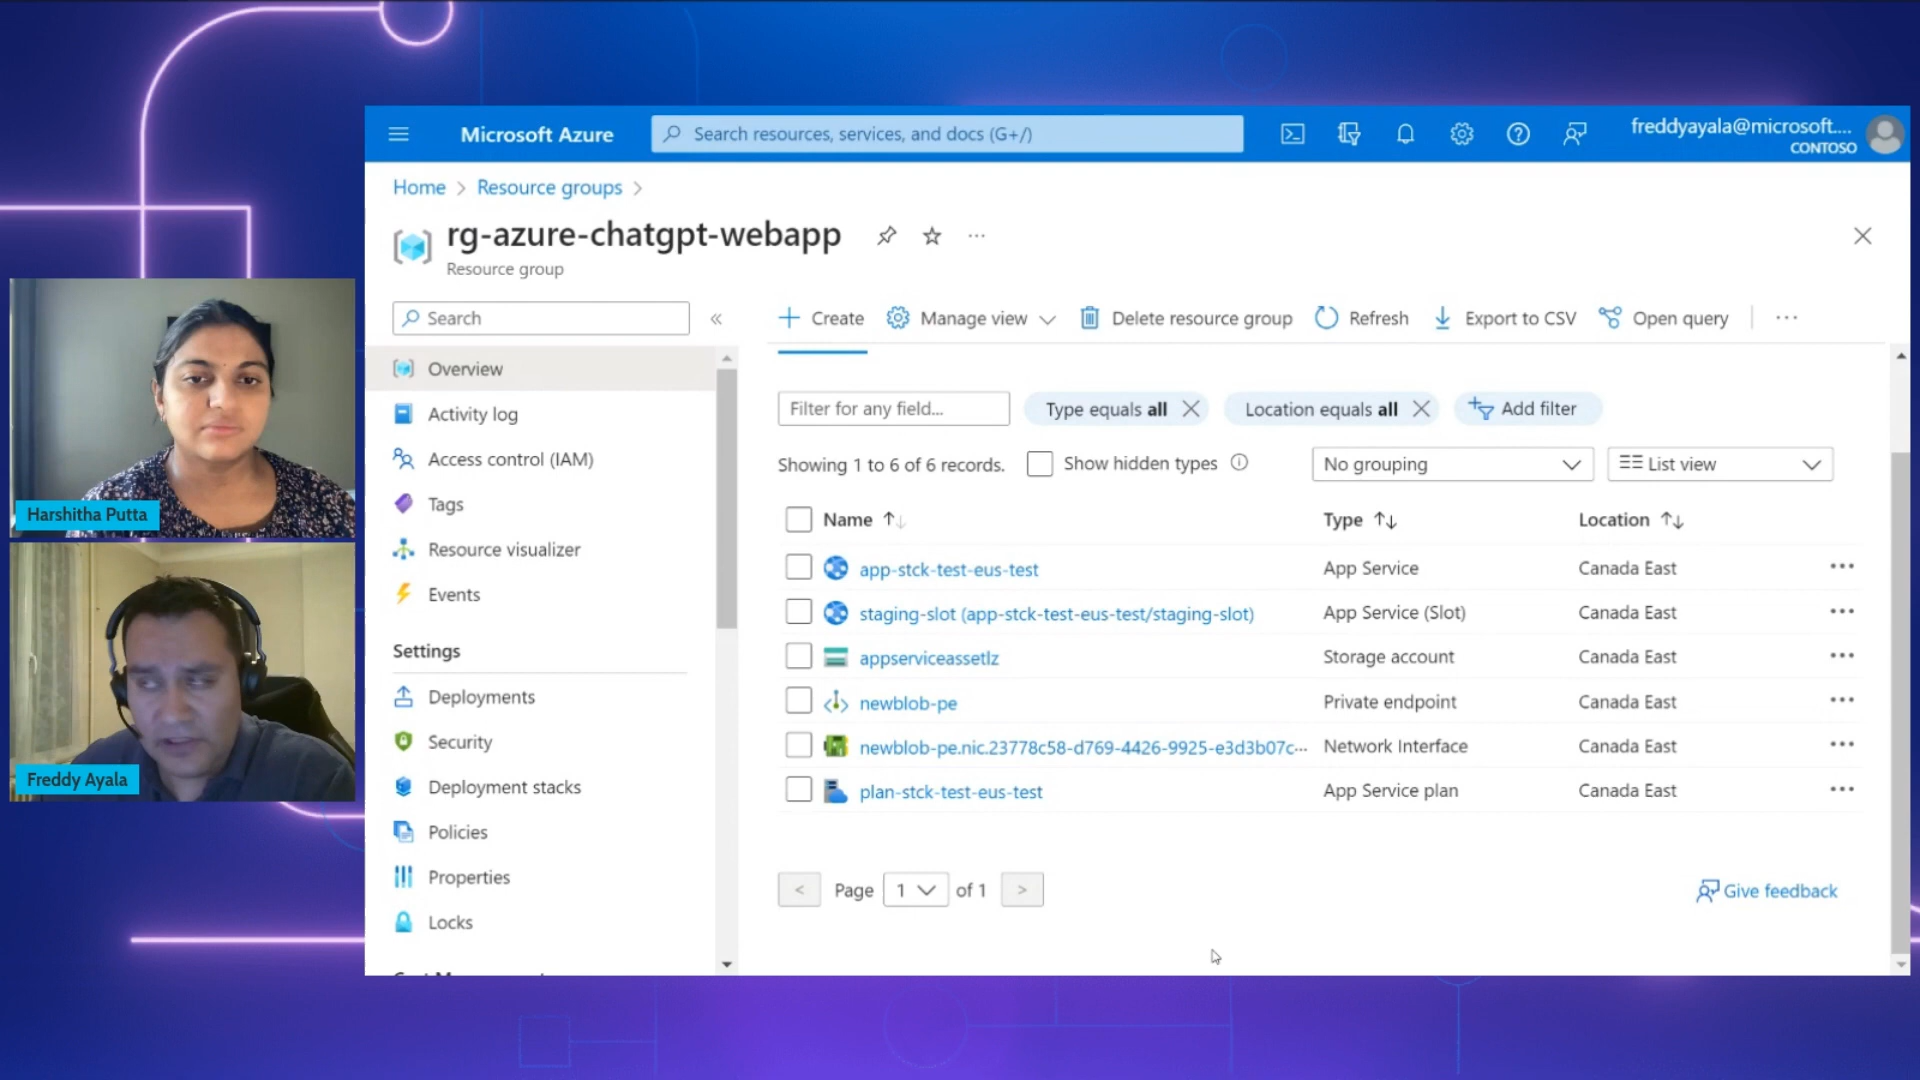 Microsoft Azure
Search resources, services, and docs (G+/)
freddyayala@microsoft....
CONTOSO
Home > Resource groups >
rg-azure-chatgpt-webapp
Resource group
Search
«
Create
Manage view
Delete resource group
Refresh
Export to CSV
Open query
Overview
Activity log
Access control (IAM)
Tags
Resource visualizer
Events
Settings
Deployments
Security
Deployment stacks
Policies
Properties
Locks
Filter for any field...
Type equals all
Location equals all
Add filter
Showing 1 to 6 of 6 records.
Show hidden types
No grouping
List view
Name Type Location
app-stck-test-eus-test App Service Canada East
staging-slot (app-stck-test-eus-test/staging-slot) App Service (Slot) Canada East
appserviceassetlz Storage account Canada East
newblob-pe Private endpoint Canada East
newblob-pe.nic.23778c58-d769-4426-9925-e3d3b07c... Network Interface Canada East
plan-stck-test-eus-test App Service plan Canada East
< Page 1 of 1 >
Give feedback
Harshitha Putta
Freddy Ayala